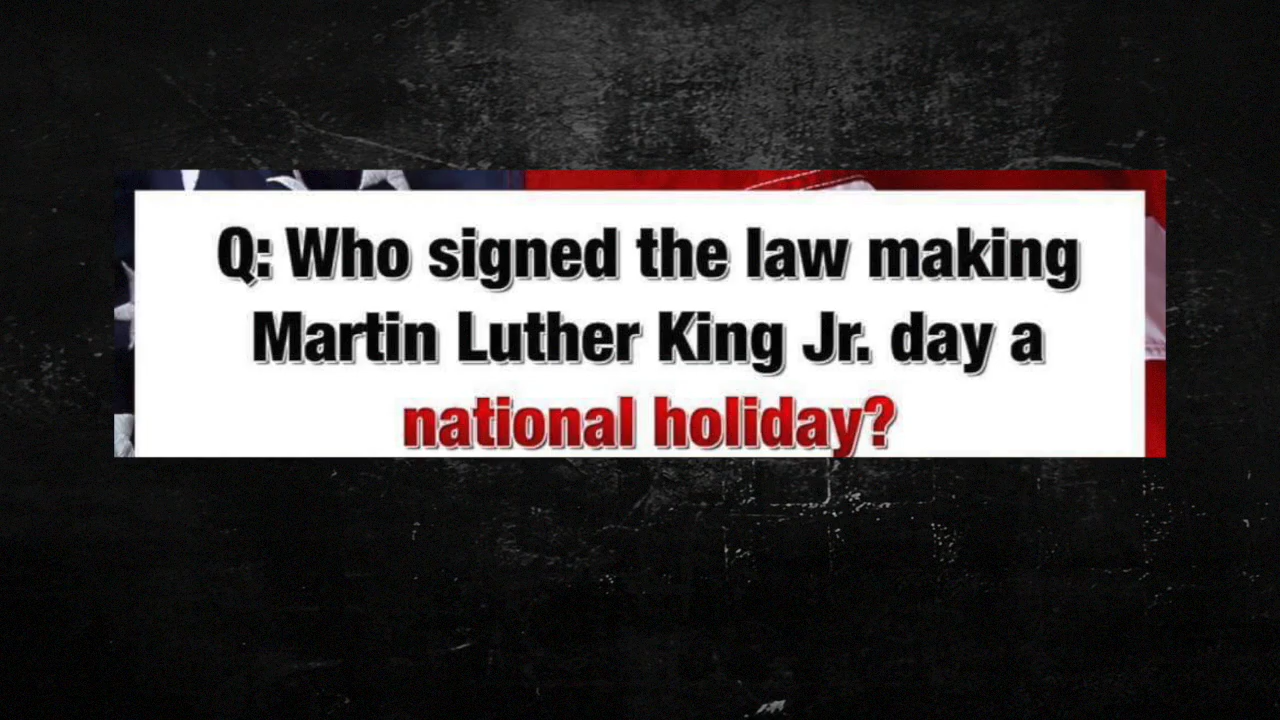 Q: Who signed the law making
Martin Luther King Jr. day a
national holiday?